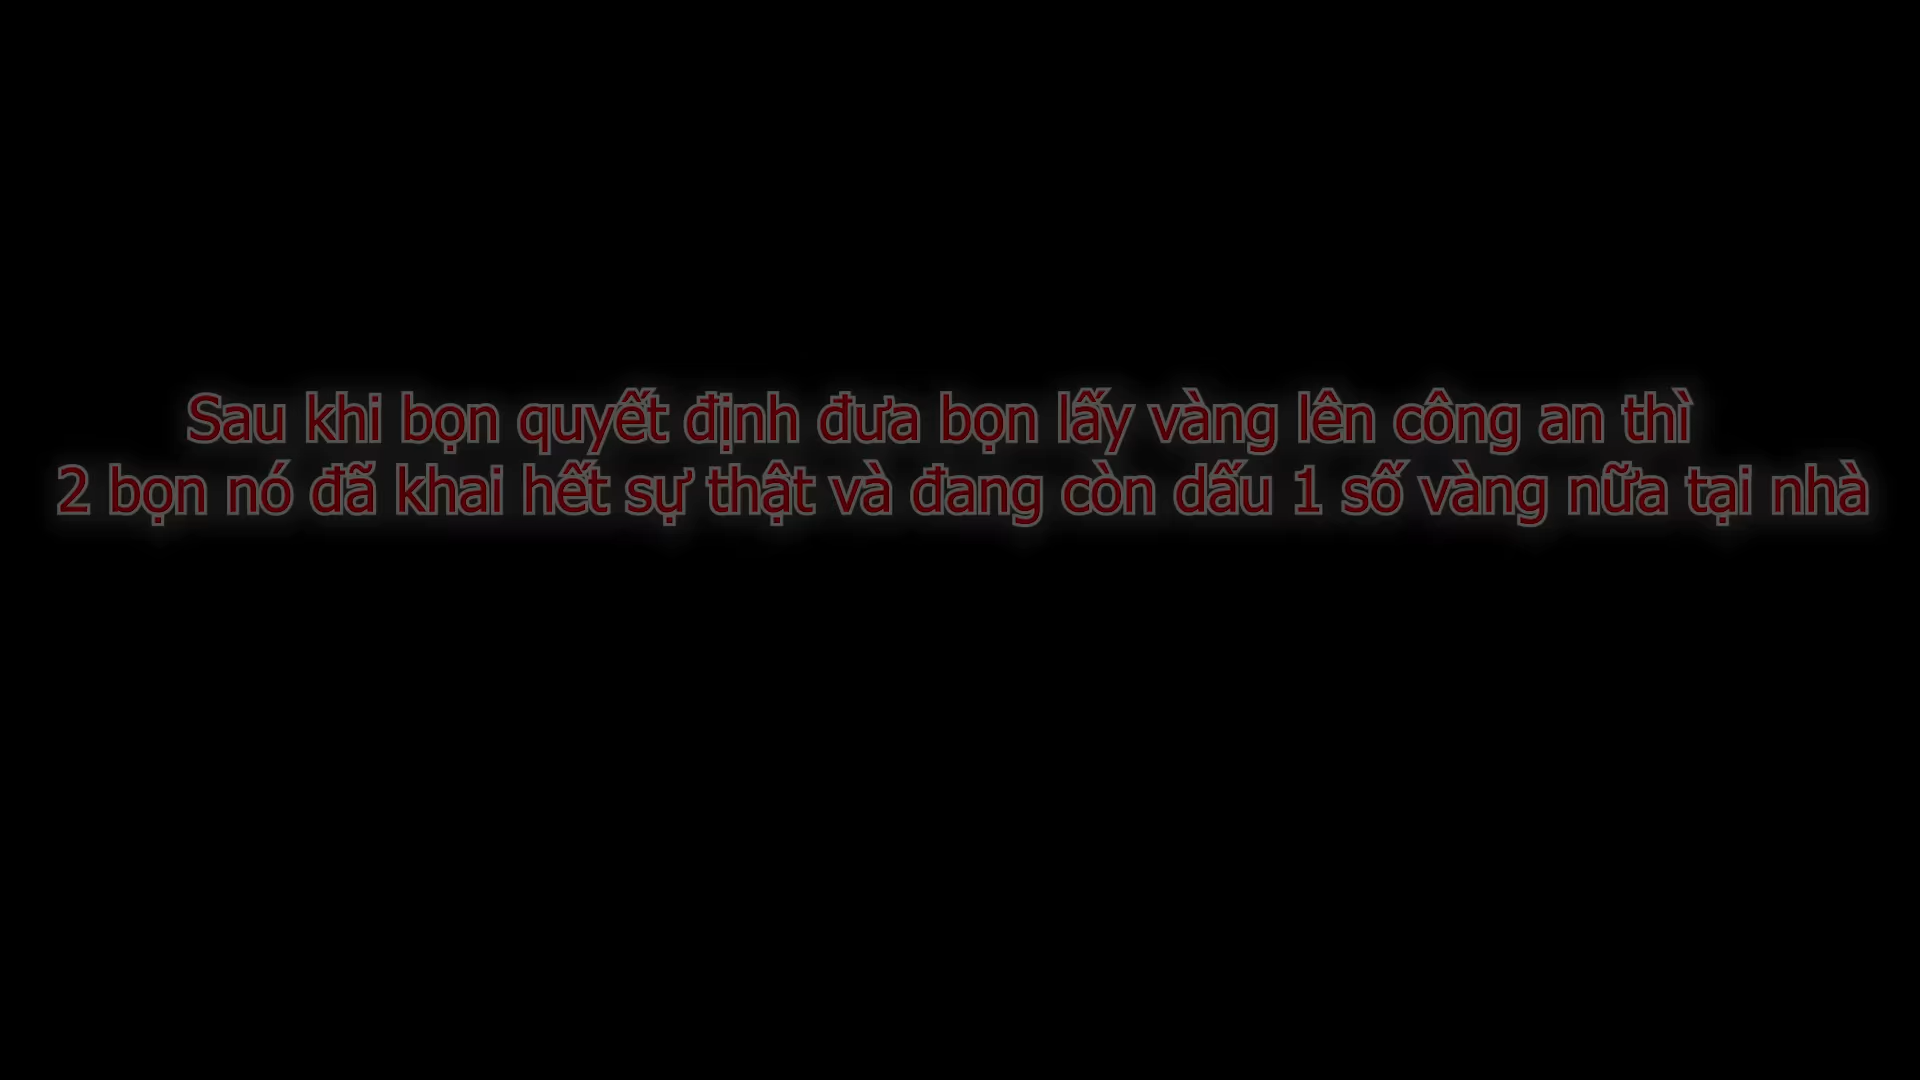 Sau khi bọn quyết định đưa bọn lấy vàng lên công an thì
2 bọn nó đã khai hết sự thật và đang còn dấu 1 số vàng nữa tại nhà